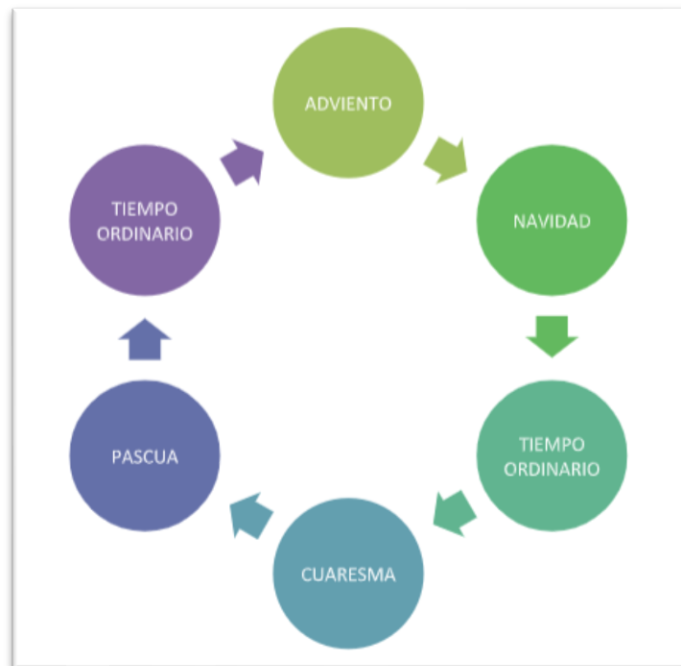 ADVIENTO
NAVIDAD
TIEMPO
ORDINARIO
CUARESMA
PASCUA
TIEMPO
ORDINARIO